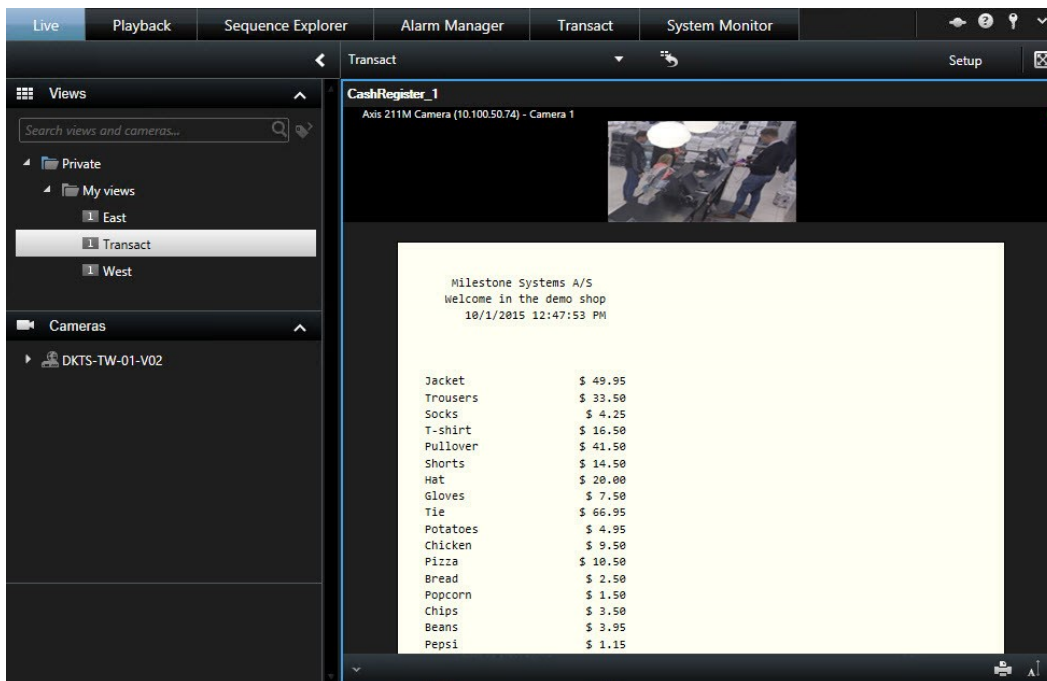 Live Playback Sequence Explorer Alarm Manager Transact System Monitor
Transact Setup
Views
Search views and cameras...
Private
My views
1 East
1 Transact
1 West
Cameras
DKTS-TW-01-V02
CashRegister_1
Axis 211M Camera (10.100.50.74) - Camera 1
Milestone Systems A/S
Welcome in the demo shop
10/1/2015 12:47:53 PM
Jacket $ 49.95
Trousers $ 33.50
Socks $ 4.25
T-shirt $ 16.50
Pullover $ 41.50
Shorts $ 14.50
Hat $ 20.00
Gloves $ 7.50
Tie $ 66.95
Potatoes $ 4.95
Chicken $ 9.50
Pizza $ 10.50
Bread $ 2.50
Popcorn $ 1.50
Chips $ 3.50
Beans $ 3.95
Pepsi $ 1.15